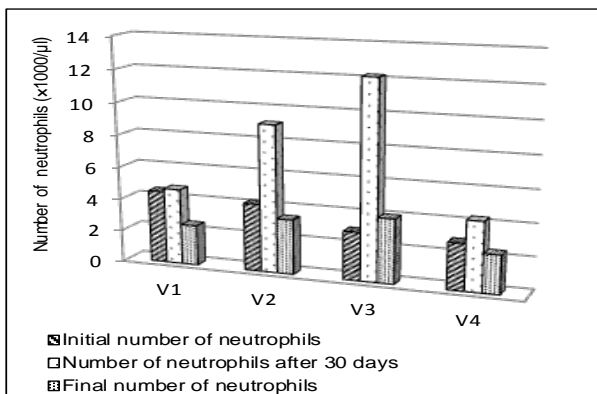 Number of neutrophils (×1000/µl)
14
12
10
8
6
4
2
0
V1
V2
V3
V4
Initial number of neutrophils
Number of neutrophils after 30 days
Final number of neutrophils